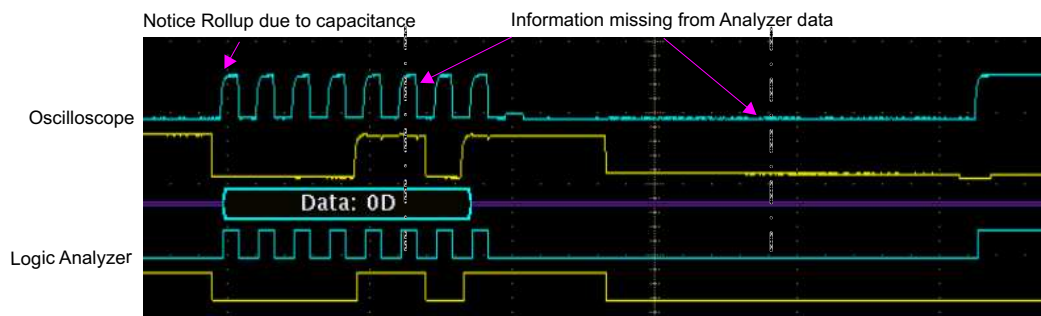 Notice Rollup due to capacitance
Information missing from Analyzer data
Oscilloscope
Data: 0D
Logic Analyzer